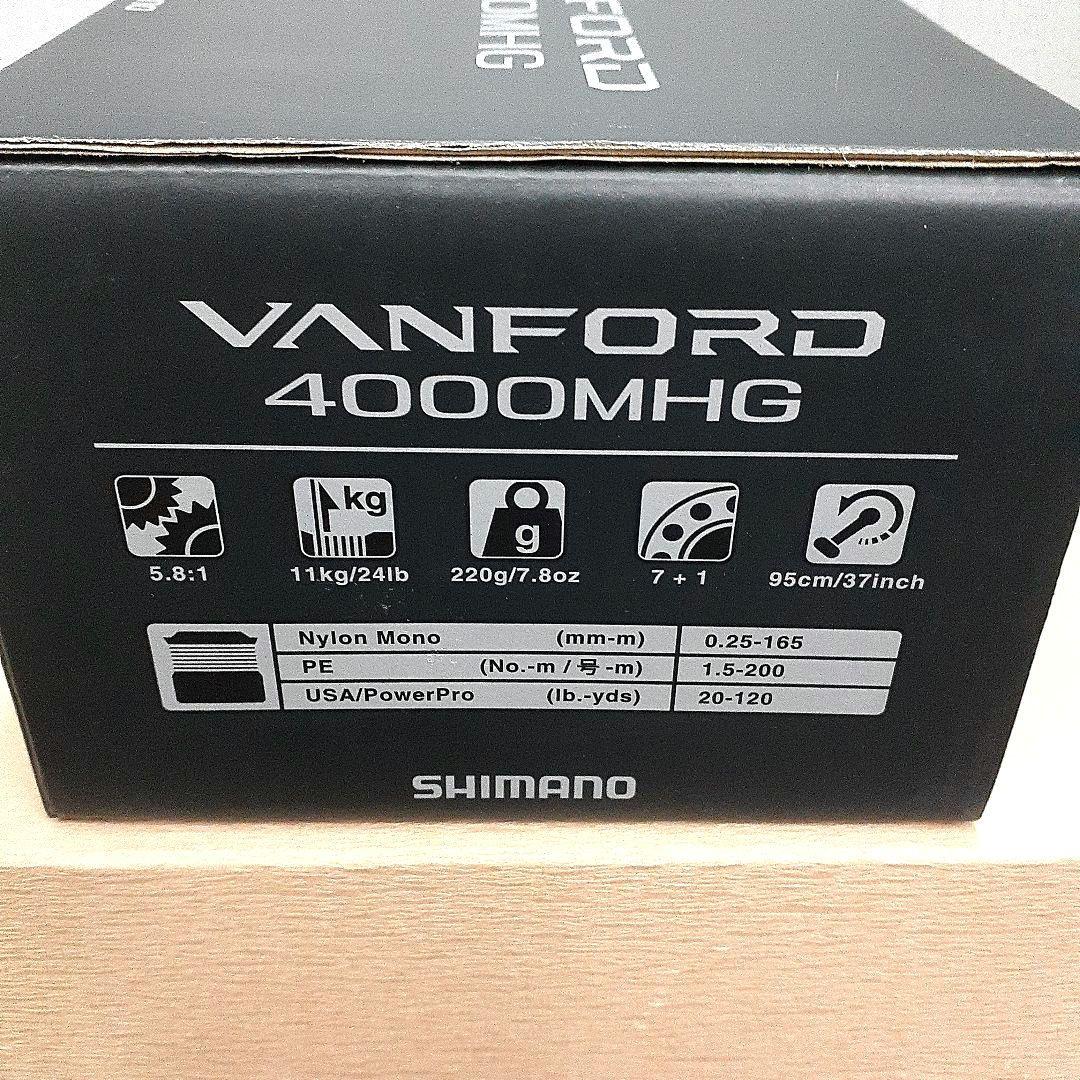 VANFORD
4000MHG
5.8:1
kg
11kg/24lb
g
220g/7.8oz
7 + 1
95cm/37inch
Nylon Mono (mm-m) 0.25-165
PE (No.-m / 号-m) 1.5-200
USA/PowerPro (lb.-yds) 20-120
SHIMANO